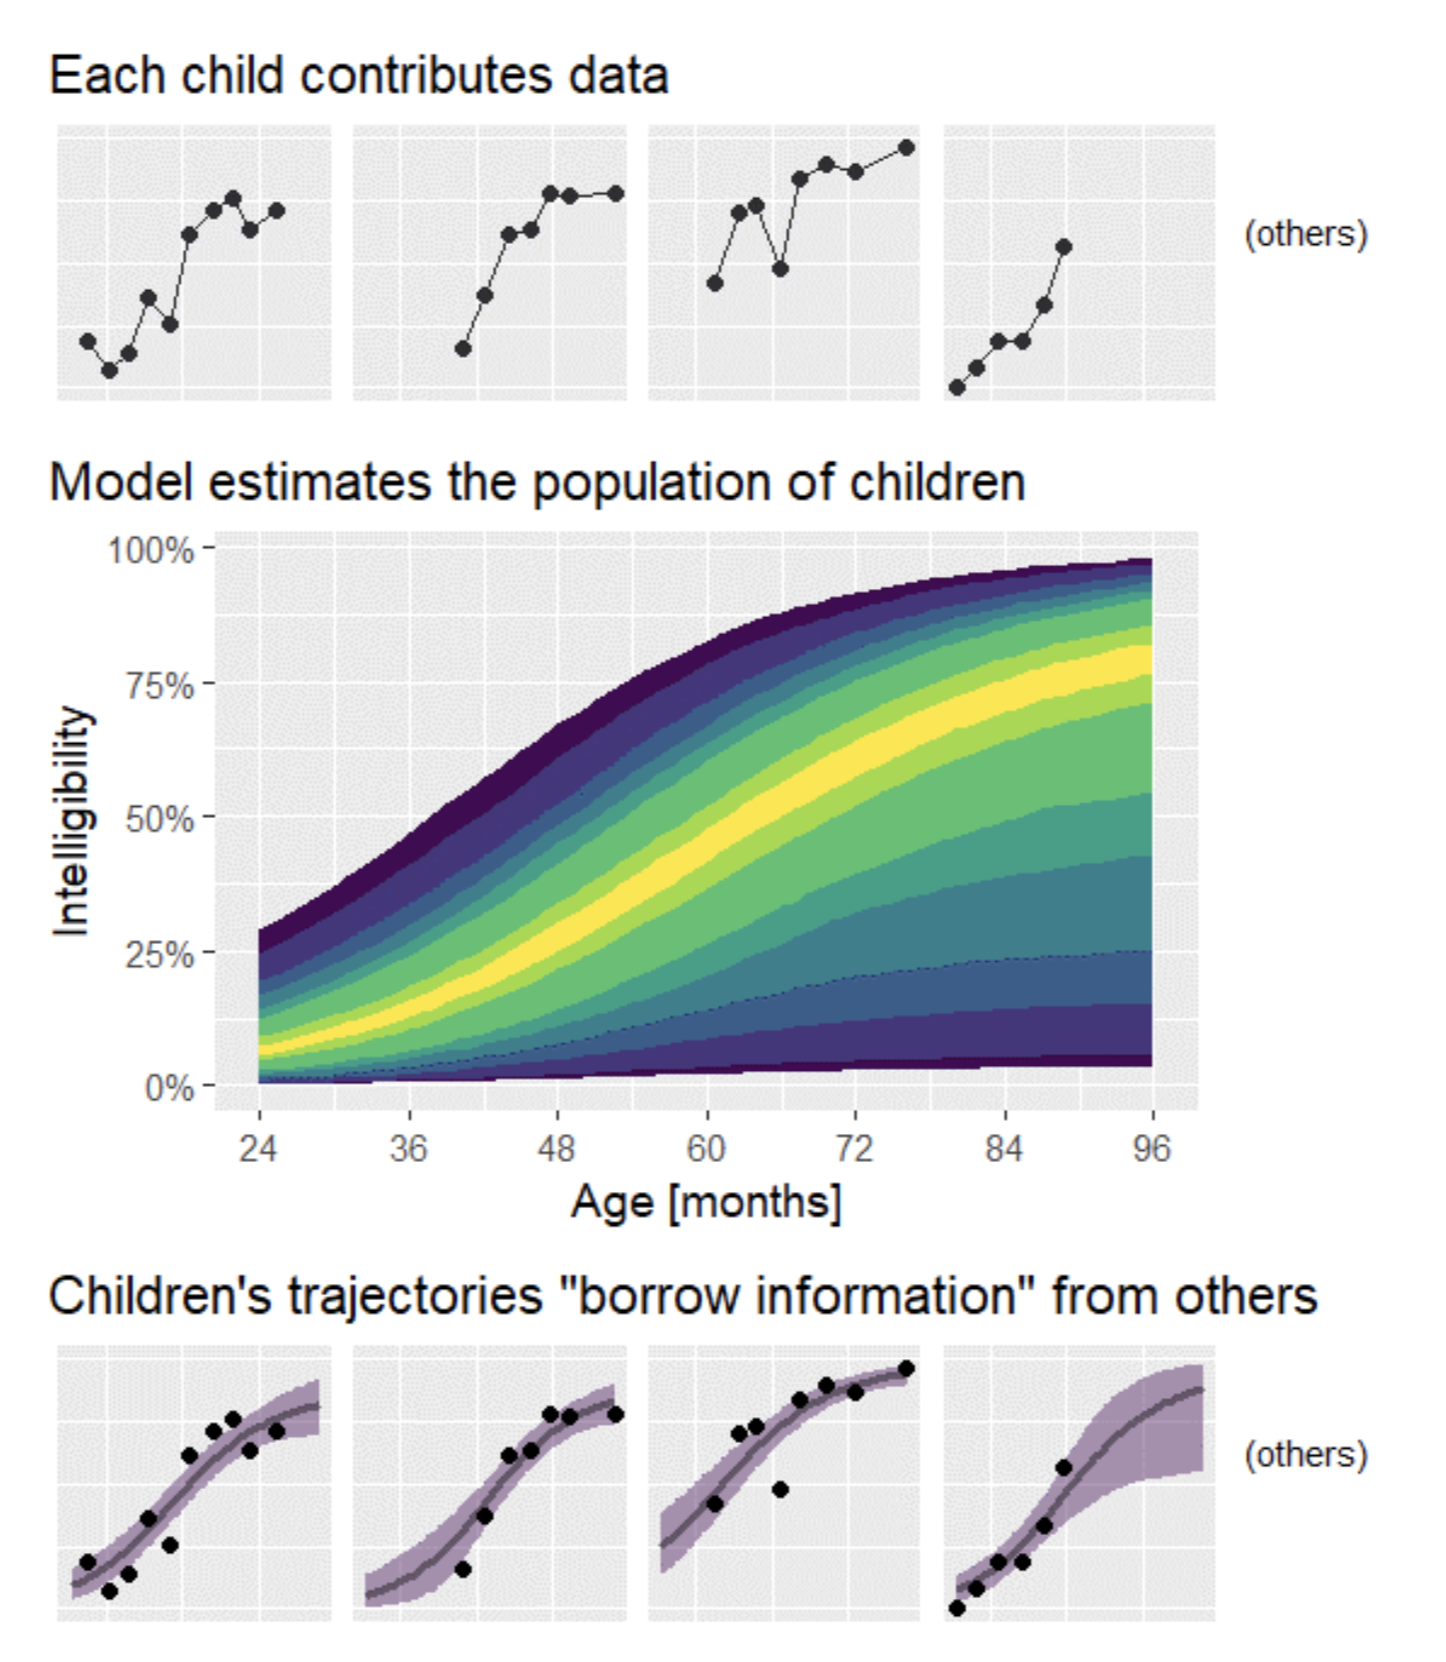 Each child contributes data
(others)
Model estimates the population of children
100%
75%
50%
25%
0%
Intelligibility
24 36 48 60 72 84 96
Age [months]
Children's trajectories "borrow information" from others
(others)